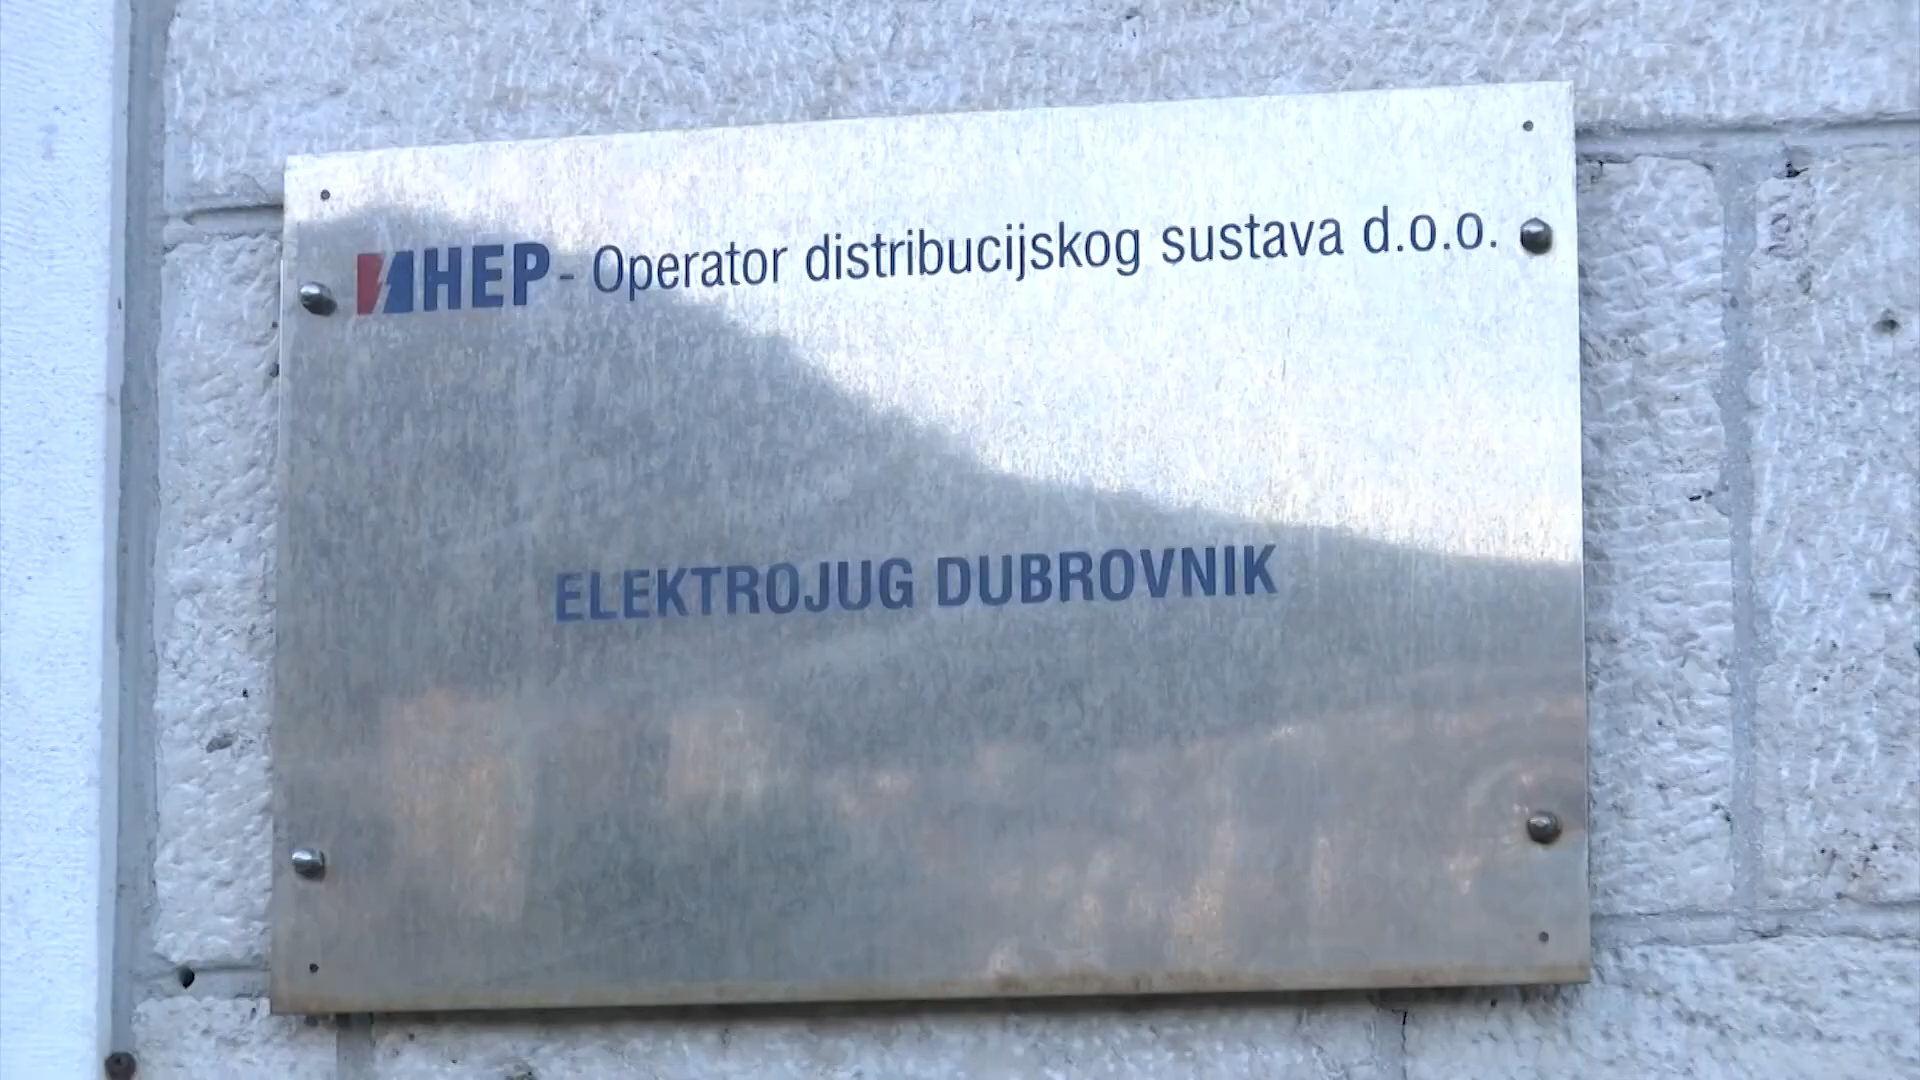 HEP - Operator distribucijskog sustava d.o.o.
ELEKTROJUG DUBROVNIK